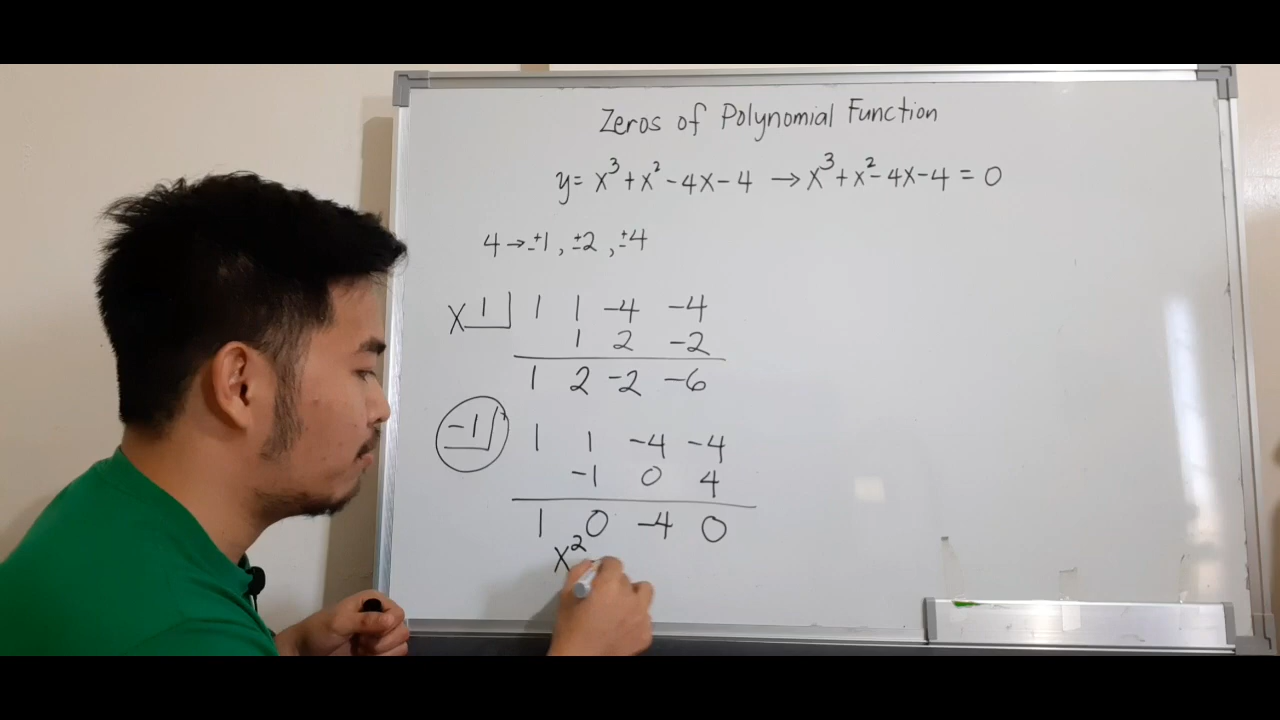 Zeros of Polynomial Function
y= x³+x²-4x-4 →x³+x²-4x-4=0
4→±1, ±2, ±4
x 1| 1 1 -4 -4
1 2 -2
1 2 -2 -6
-1| 1 1 -4 -4
-1 0 4
1 0 -4 0
x²